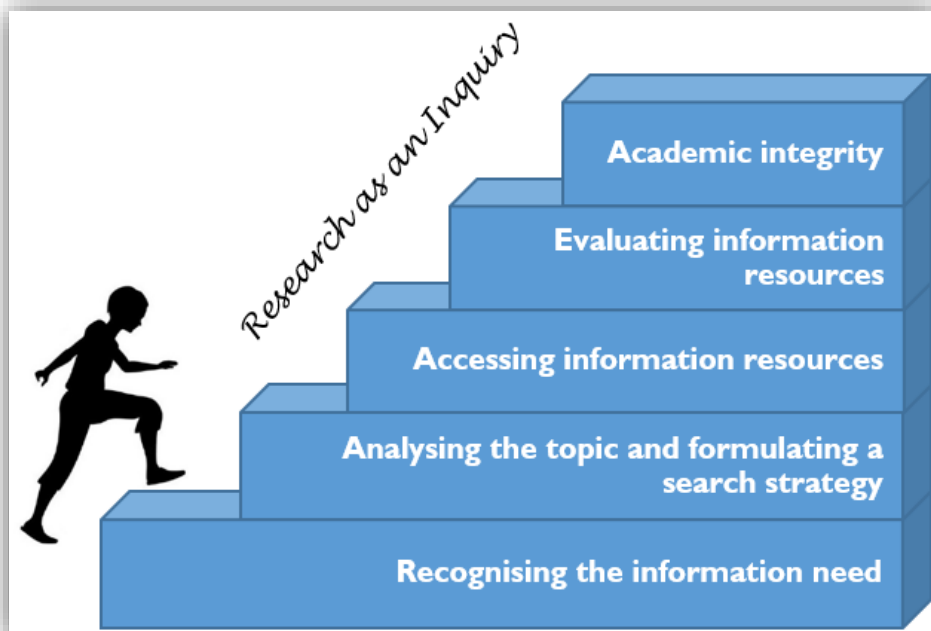 Research as an Inquiry
Academic integrity
Evaluating information
resources
Accessing information resources
Analysing the topic and formulating a
search strategy
Recognising the information need